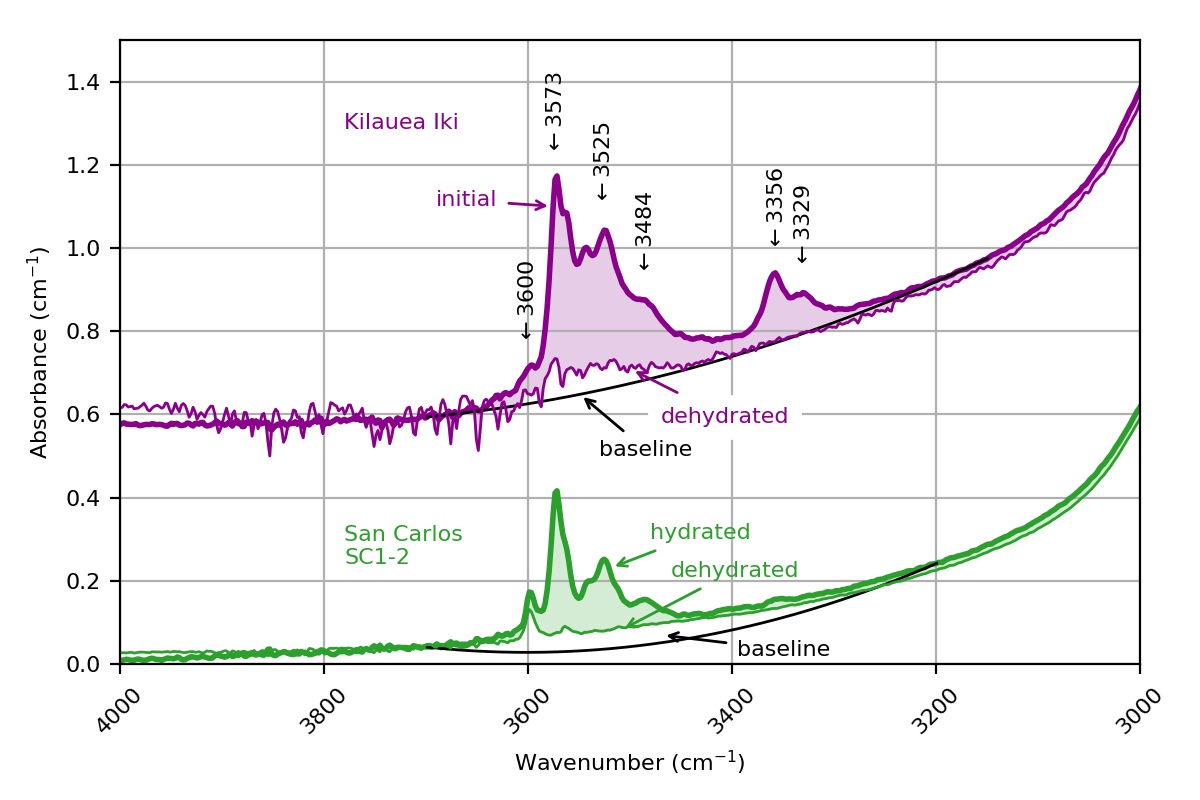 1.4
1.2
1.0
0.8
0.6
0.4
0.2
0.0
Absorbance (cm⁻¹)
4000
3800
3600
3400
3200
3000
Wavenumber (cm⁻¹)
Kilauea Iki
initial
←3600
←3573
←3525
←3484
←3356
←3329
dehydrated
baseline
San Carlos
SC1-2
hydrated
dehydrated
baseline